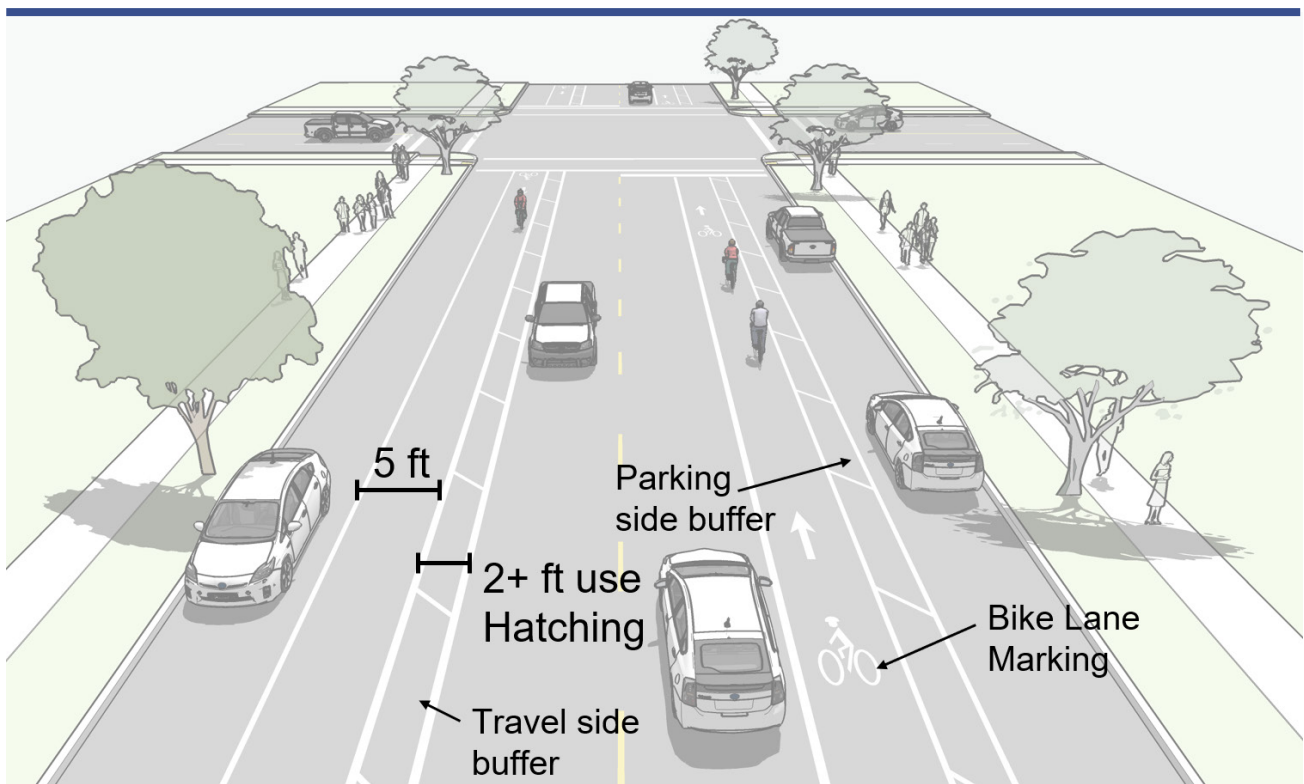 5 ft
Parking
side buffer
2+ ft use
Hatching
Bike Lane
Marking
Travel side
buffer